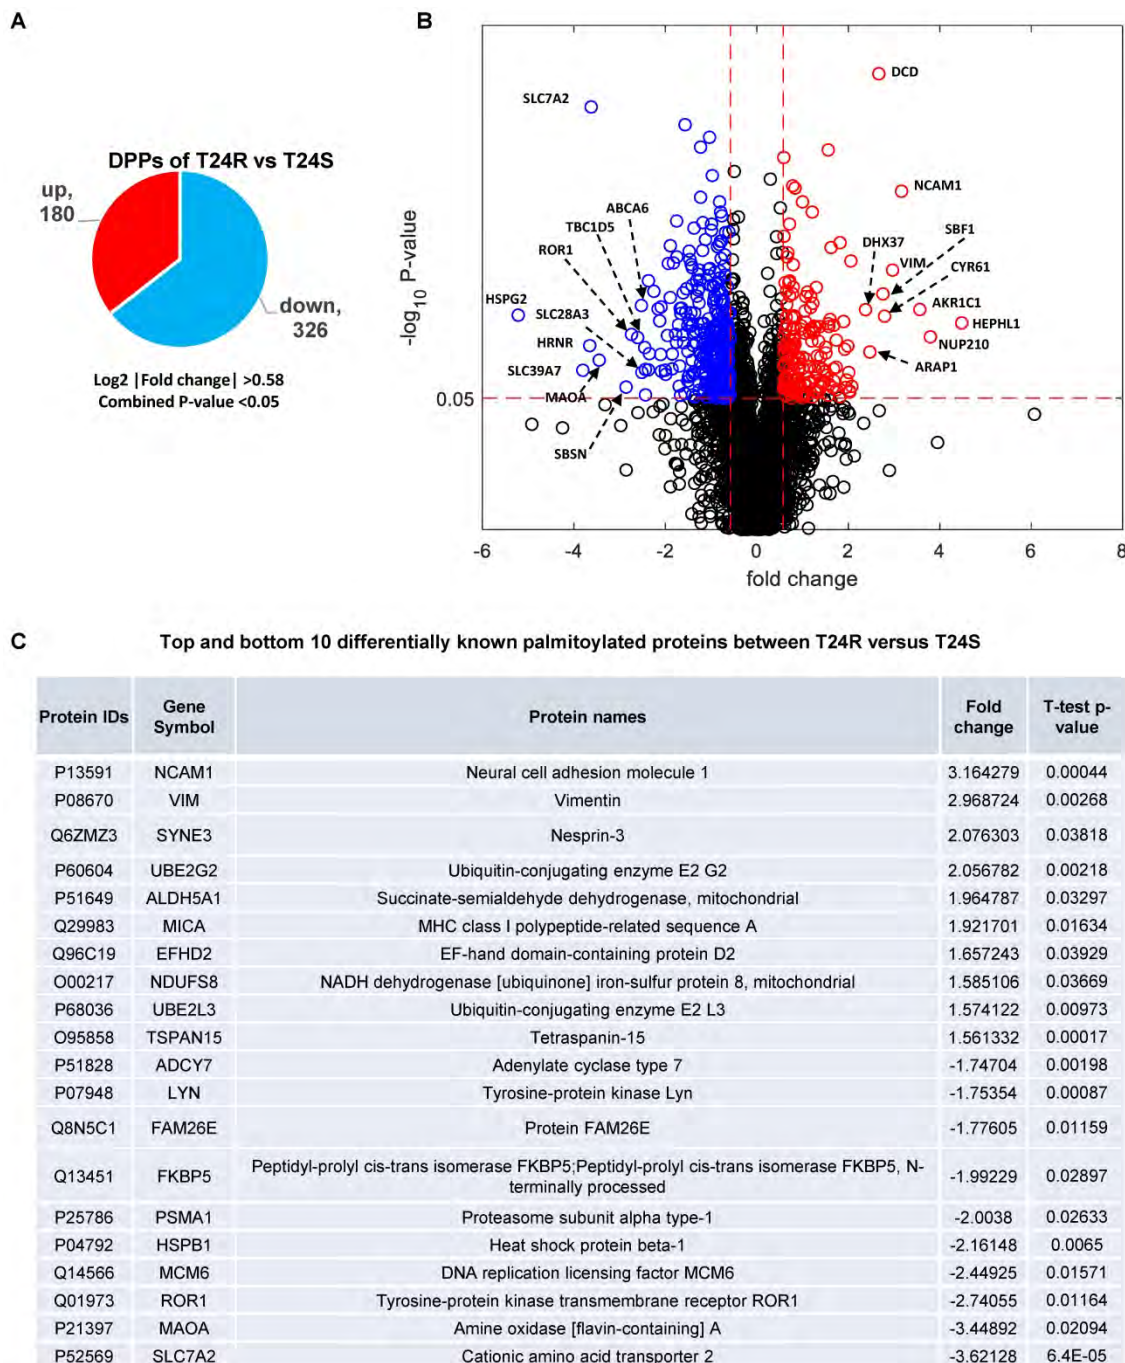 A
DPPs of T24R vs T24S
up,
180
down,
326
Log2 |Fold change| >0.58
Combined P-value <0.05
B
-log10 P-value
0.05
SLC7A2
ABCA6
TBC1D5
ROR1
HSPG2
SLC28A3
HRNR
SLC39A7
MAOA
SBSN
DCD
NCAM1
SBF1
DHX37
VIM
CYR61
AKR1C1
HEPHL1
NUP210
ARAP1
-6 -4 -2 0 2 4 6 8
fold change
C
Top and bottom 10 differentially known palmitoylated proteins between T24R versus T24S
Protein IDs Gene Symbol Protein names Fold change T-test p-value
P13591 NCAM1 Neural cell adhesion molecule 1 3.164279 0.00044
P08670 VIM Vimentin 2.968724 0.00268
Q6ZMZ3 SYNE3 Nesprin-3 2.076303 0.03818
P60604 UBE2G2 Ubiquitin-conjugating enzyme E2 G2 2.056782 0.00218
P51649 ALDH5A1 Succinate-semialdehyde dehydrogenase, mitochondrial 1.964787 0.03297
Q29983 MICA MHC class I polypeptide-related sequence A 1.921701 0.01634
Q96C19 EFHD2 EF-hand domain-containing protein D2 1.657243 0.03929
O00217 NDUFS8 NADH dehydrogenase [ubiquinone] iron-sulfur protein 8, mitochondrial 1.585106 0.03669
P68036 UBE2L3 Ubiquitin-conjugating enzyme E2 L3 1.574122 0.00973
O95858 TSPAN15 Tetraspanin-15 1.561332 0.00017
P51828 ADCY7 Adenylate cyclase type 7 -1.74704 0.00198
P07948 LYN Tyrosine-protein kinase Lyn -1.75354 0.00087
Q8N5C1 FAM26E Protein FAM26E -1.77605 0.01159
Q13451 FKBP5 Peptidyl-prolyl cis-trans isomerase FKBP5;Peptidyl-prolyl cis-trans isomerase FKBP5, N-terminally processed -1.99229 0.02897
P25786 PSMA1 Proteasome subunit alpha type-1 -2.0038 0.02633
P04792 HSPB1 Heat shock protein beta-1 -2.16148 0.0065
Q14566 MCM6 DNA replication licensing factor MCM6 -2.44925 0.01571
Q01973 ROR1 Tyrosine-protein kinase transmembrane receptor ROR1 -2.74055 0.01164
P21397 MAOA Amine oxidase [flavin-containing] A -3.44892 0.02094
P52569 SLC7A2 Cationic amino acid transporter 2 -3.62128 6.4E-05